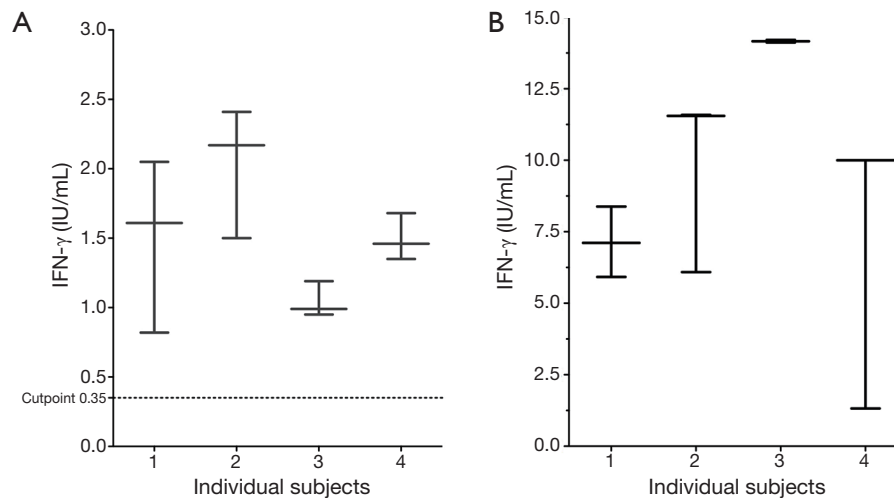 A
IFN-γ (IU/mL)
3.0
2.5
2.0
1.5
1.0
0.5
Cutpoint 0.35
0.0
1 2 3 4
Individual subjects
B
IFN-γ (IU/mL)
15.0
12.5
10.0
7.5
5.0
2.5
0.0
1 2 3 4
Individual subjects